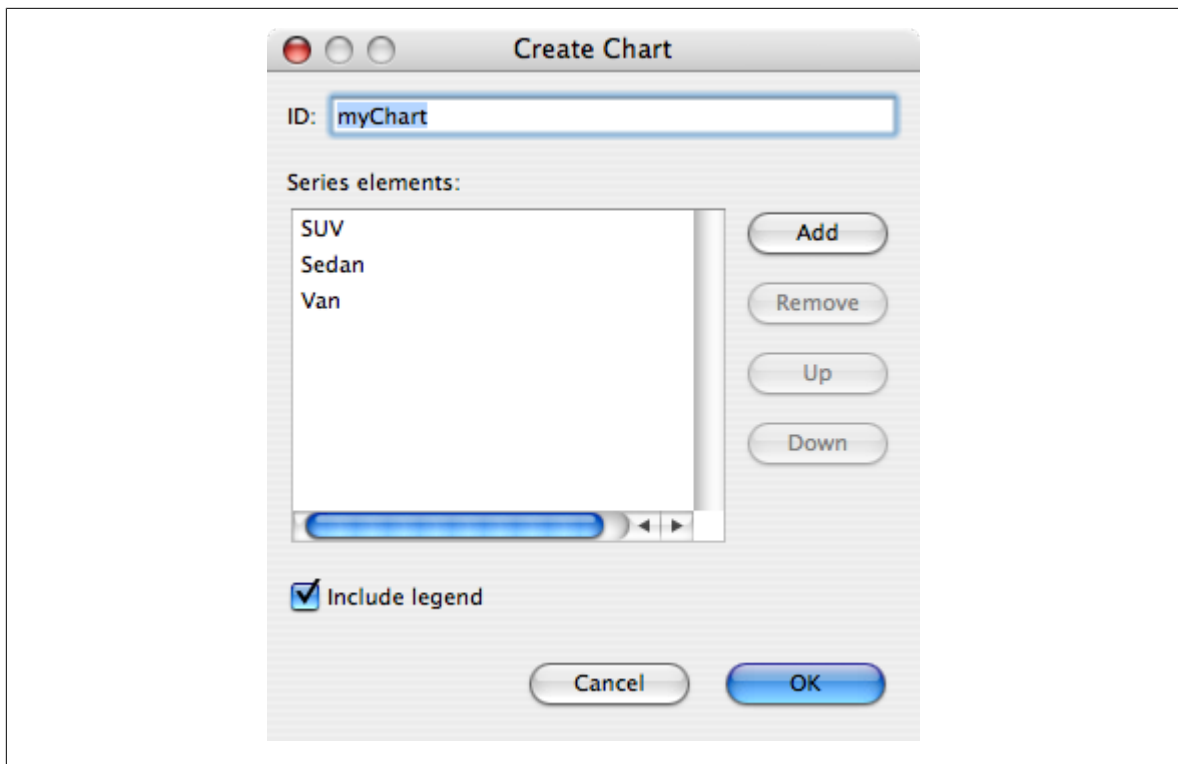 Create Chart
ID: myChart
Series elements:
SUV
Sedan
Van
Add
Remove
Up
Down
Include legend
Cancel OK